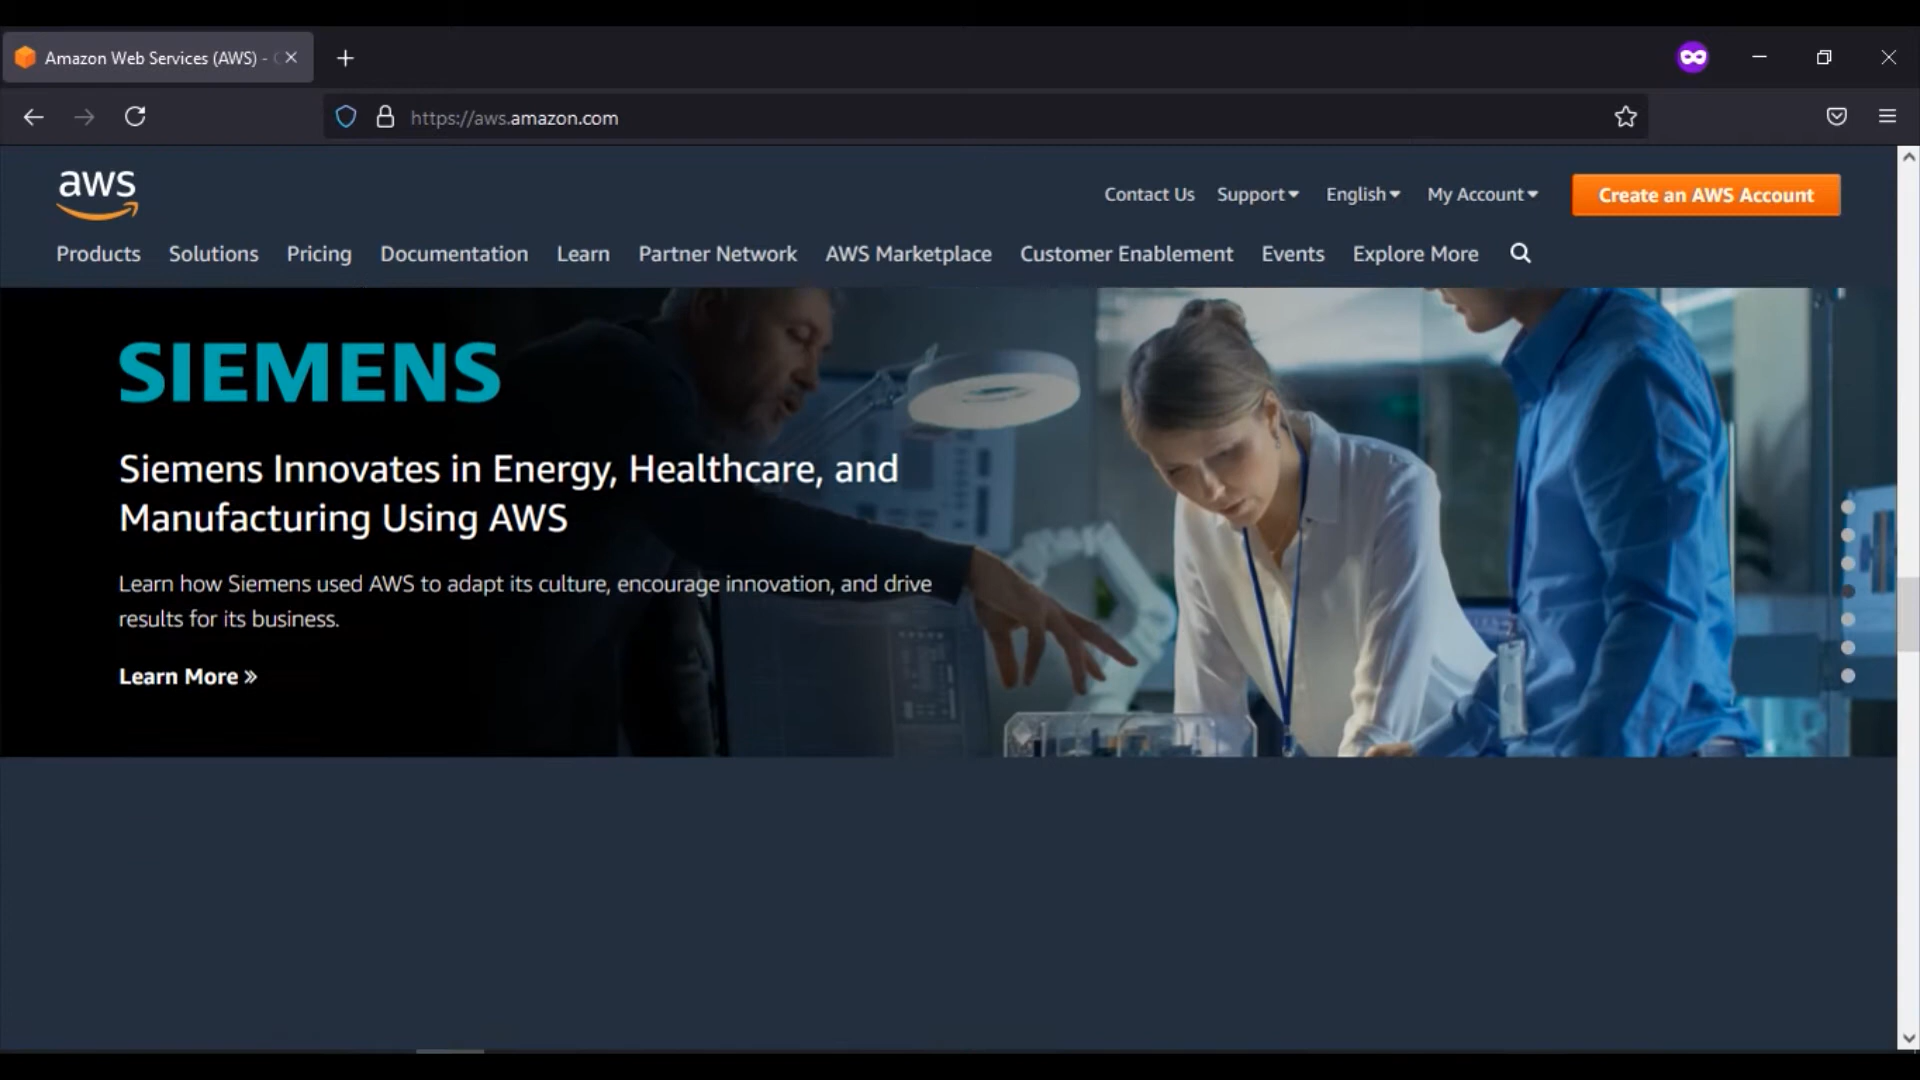 Amazon Web Services (AWS) -
https://aws.amazon.com
aws
Contact Us Support English My Account Create an AWS Account
Products Solutions Pricing Documentation Learn Partner Network AWS Marketplace Customer Enablement Events Explore More
SIEMENS
Siemens Innovates in Energy, Healthcare, and
Manufacturing Using AWS
Learn how Siemens used AWS to adapt its culture, encourage innovation, and drive
results for its business.
Learn More »